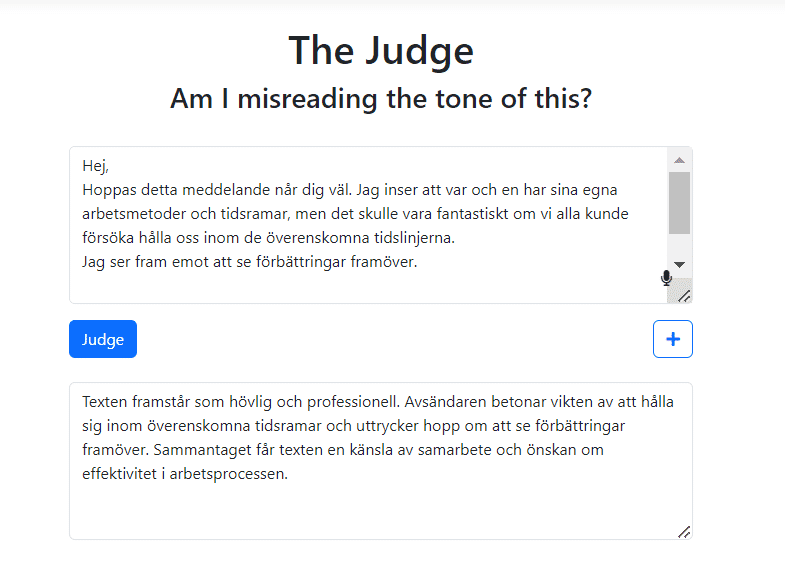 The Judge
Am I misreading the tone of this?
Hej,
Hoppas detta meddelande når dig väl. Jag inser att var och en har sina egna
arbetsmetoder och tidsramar, men det skulle vara fantastiskt om vi alla kunde
försöka hålla oss inom de överenskomna tidslinjerna.
Jag ser fram emot att se förbättringar framöver.
Judge
+
Texten framstår som hövlig och professionell. Avsändaren betonar vikten av att hålla
sig inom överenskomna tidsramar och uttrycker hopp om att se förbättringar
framöver. Sammantaget får texten en känsla av samarbete och önskan om
effektivitet i arbetsprocessen.